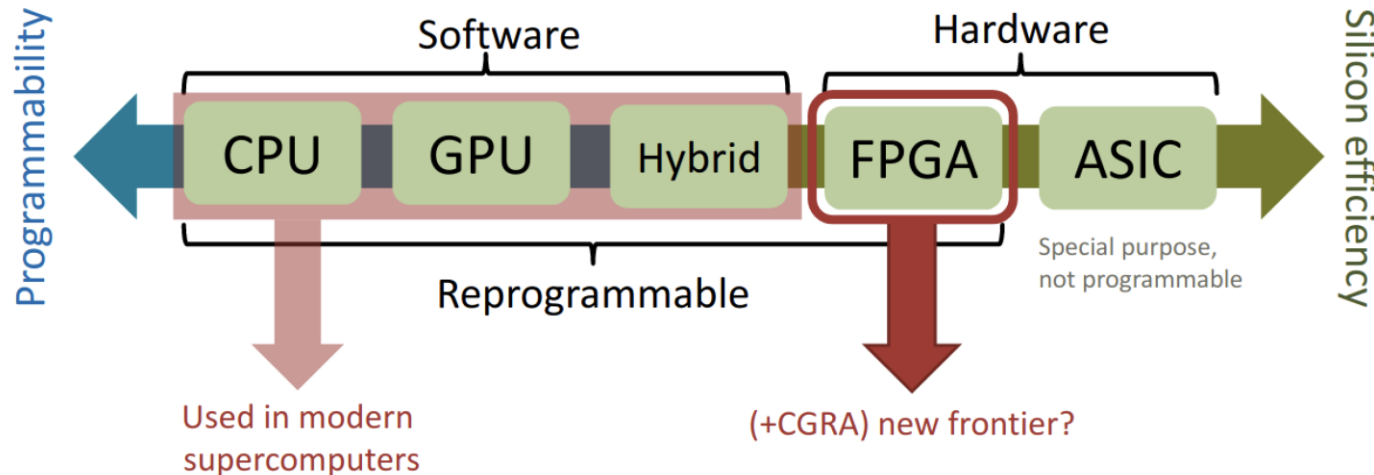 Programmability
Software
Hardware
Silicon efficiency
CPU
GPU
Hybrid
FPGA
ASIC
Special purpose,
not programmable
Reprogrammable
Used in modern
supercomputers
(+CGRA) new frontier?